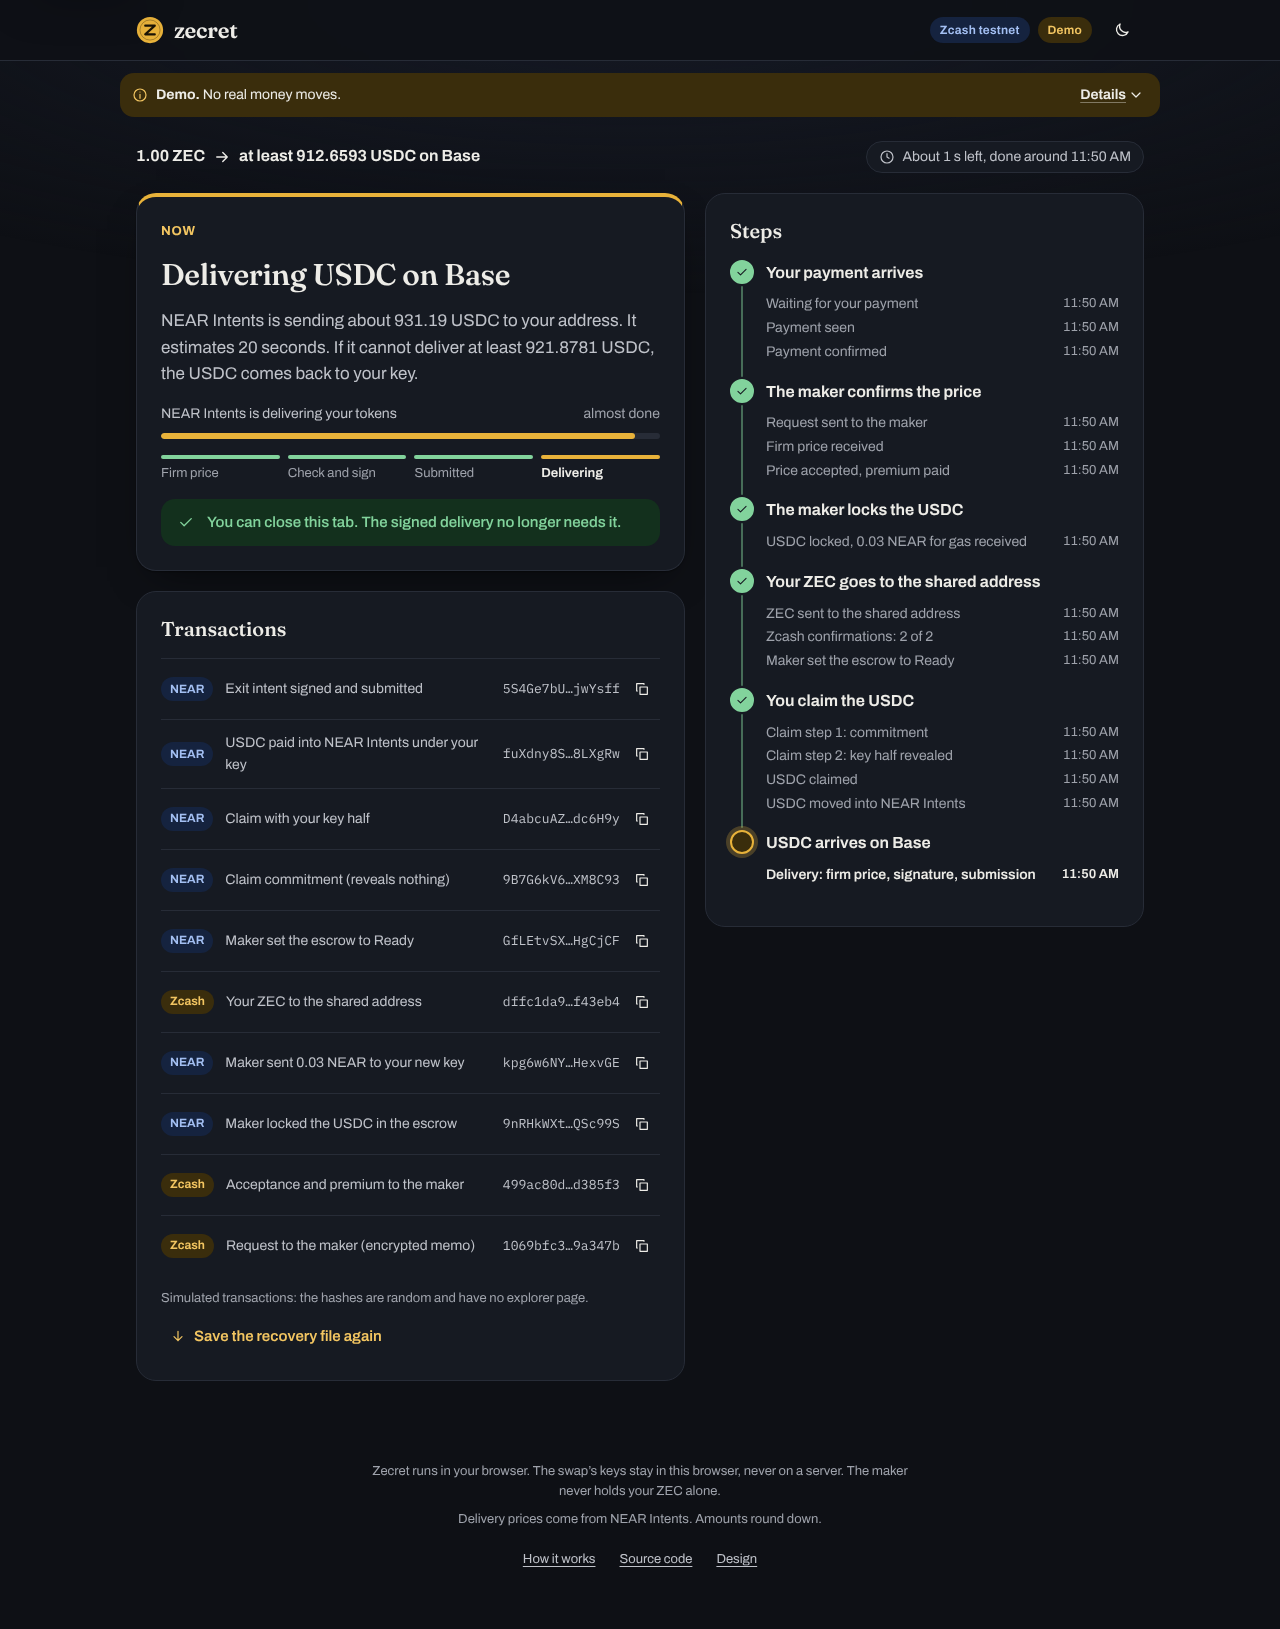 zecret
Zcash testnet
Demo
Demo. No real money moves.
Details
1.00 ZEC → at least 912.6593 USDC on Base
About 1 s left, done around 11:50 AM
NOW
Delivering USDC on Base
NEAR Intents is sending about 931.19 USDC to your address. It
estimates 20 seconds. If it cannot deliver at least 921.8781 USDC,
the USDC comes back to your key.
NEAR Intents is delivering your tokens
almost done
Firm price
Check and sign
Submitted
Delivering
You can close this tab. The signed delivery no longer needs it.
Transactions
NEAR Exit intent signed and submitted 5S4Ge7bU…jwYsff
NEAR USDC paid into NEAR Intents under your
key fuXdny8S…8LXgRw
NEAR Claim with your key half D4abcuAZ…dc6H9y
NEAR Claim commitment (reveals nothing) 9B7G6kV6…XM8C93
NEAR Maker set the escrow to Ready GfLEtvSX…HgCjCF
Zcash Your ZEC to the shared address dffc1da9…f43eb4
NEAR Maker sent 0.03 NEAR to your new key kpg6w6NY…HexvGE
NEAR Maker locked the USDC in the escrow 9nRHkWXt…QSc99S
Zcash Acceptance and premium to the maker 499ac80d…d385f3
Zcash Request to the maker (encrypted memo) 1069bfc3…9a347b
Simulated transactions: the hashes are random and have no explorer page.
Save the recovery file again
Steps
Your payment arrives
Waiting for your payment 11:50 AM
Payment seen 11:50 AM
Payment confirmed 11:50 AM
The maker confirms the price
Request sent to the maker 11:50 AM
Firm price received 11:50 AM
Price accepted, premium paid 11:50 AM
The maker locks the USDC
USDC locked, 0.03 NEAR for gas received 11:50 AM
Your ZEC goes to the shared address
ZEC sent to the shared address 11:50 AM
Zcash confirmations: 2 of 2 11:50 AM
Maker set the escrow to Ready 11:50 AM
You claim the USDC
Claim step 1: commitment 11:50 AM
Claim step 2: key half revealed 11:50 AM
USDC claimed 11:50 AM
USDC moved into NEAR Intents 11:50 AM
USDC arrives on Base
Delivery: firm price, signature, submission 11:50 AM
Zecret runs in your browser. The swap's keys stay in this browser, never on a server. The maker
never holds your ZEC alone.
Delivery prices come from NEAR Intents. Amounts round down.
How it works
Source code
Design